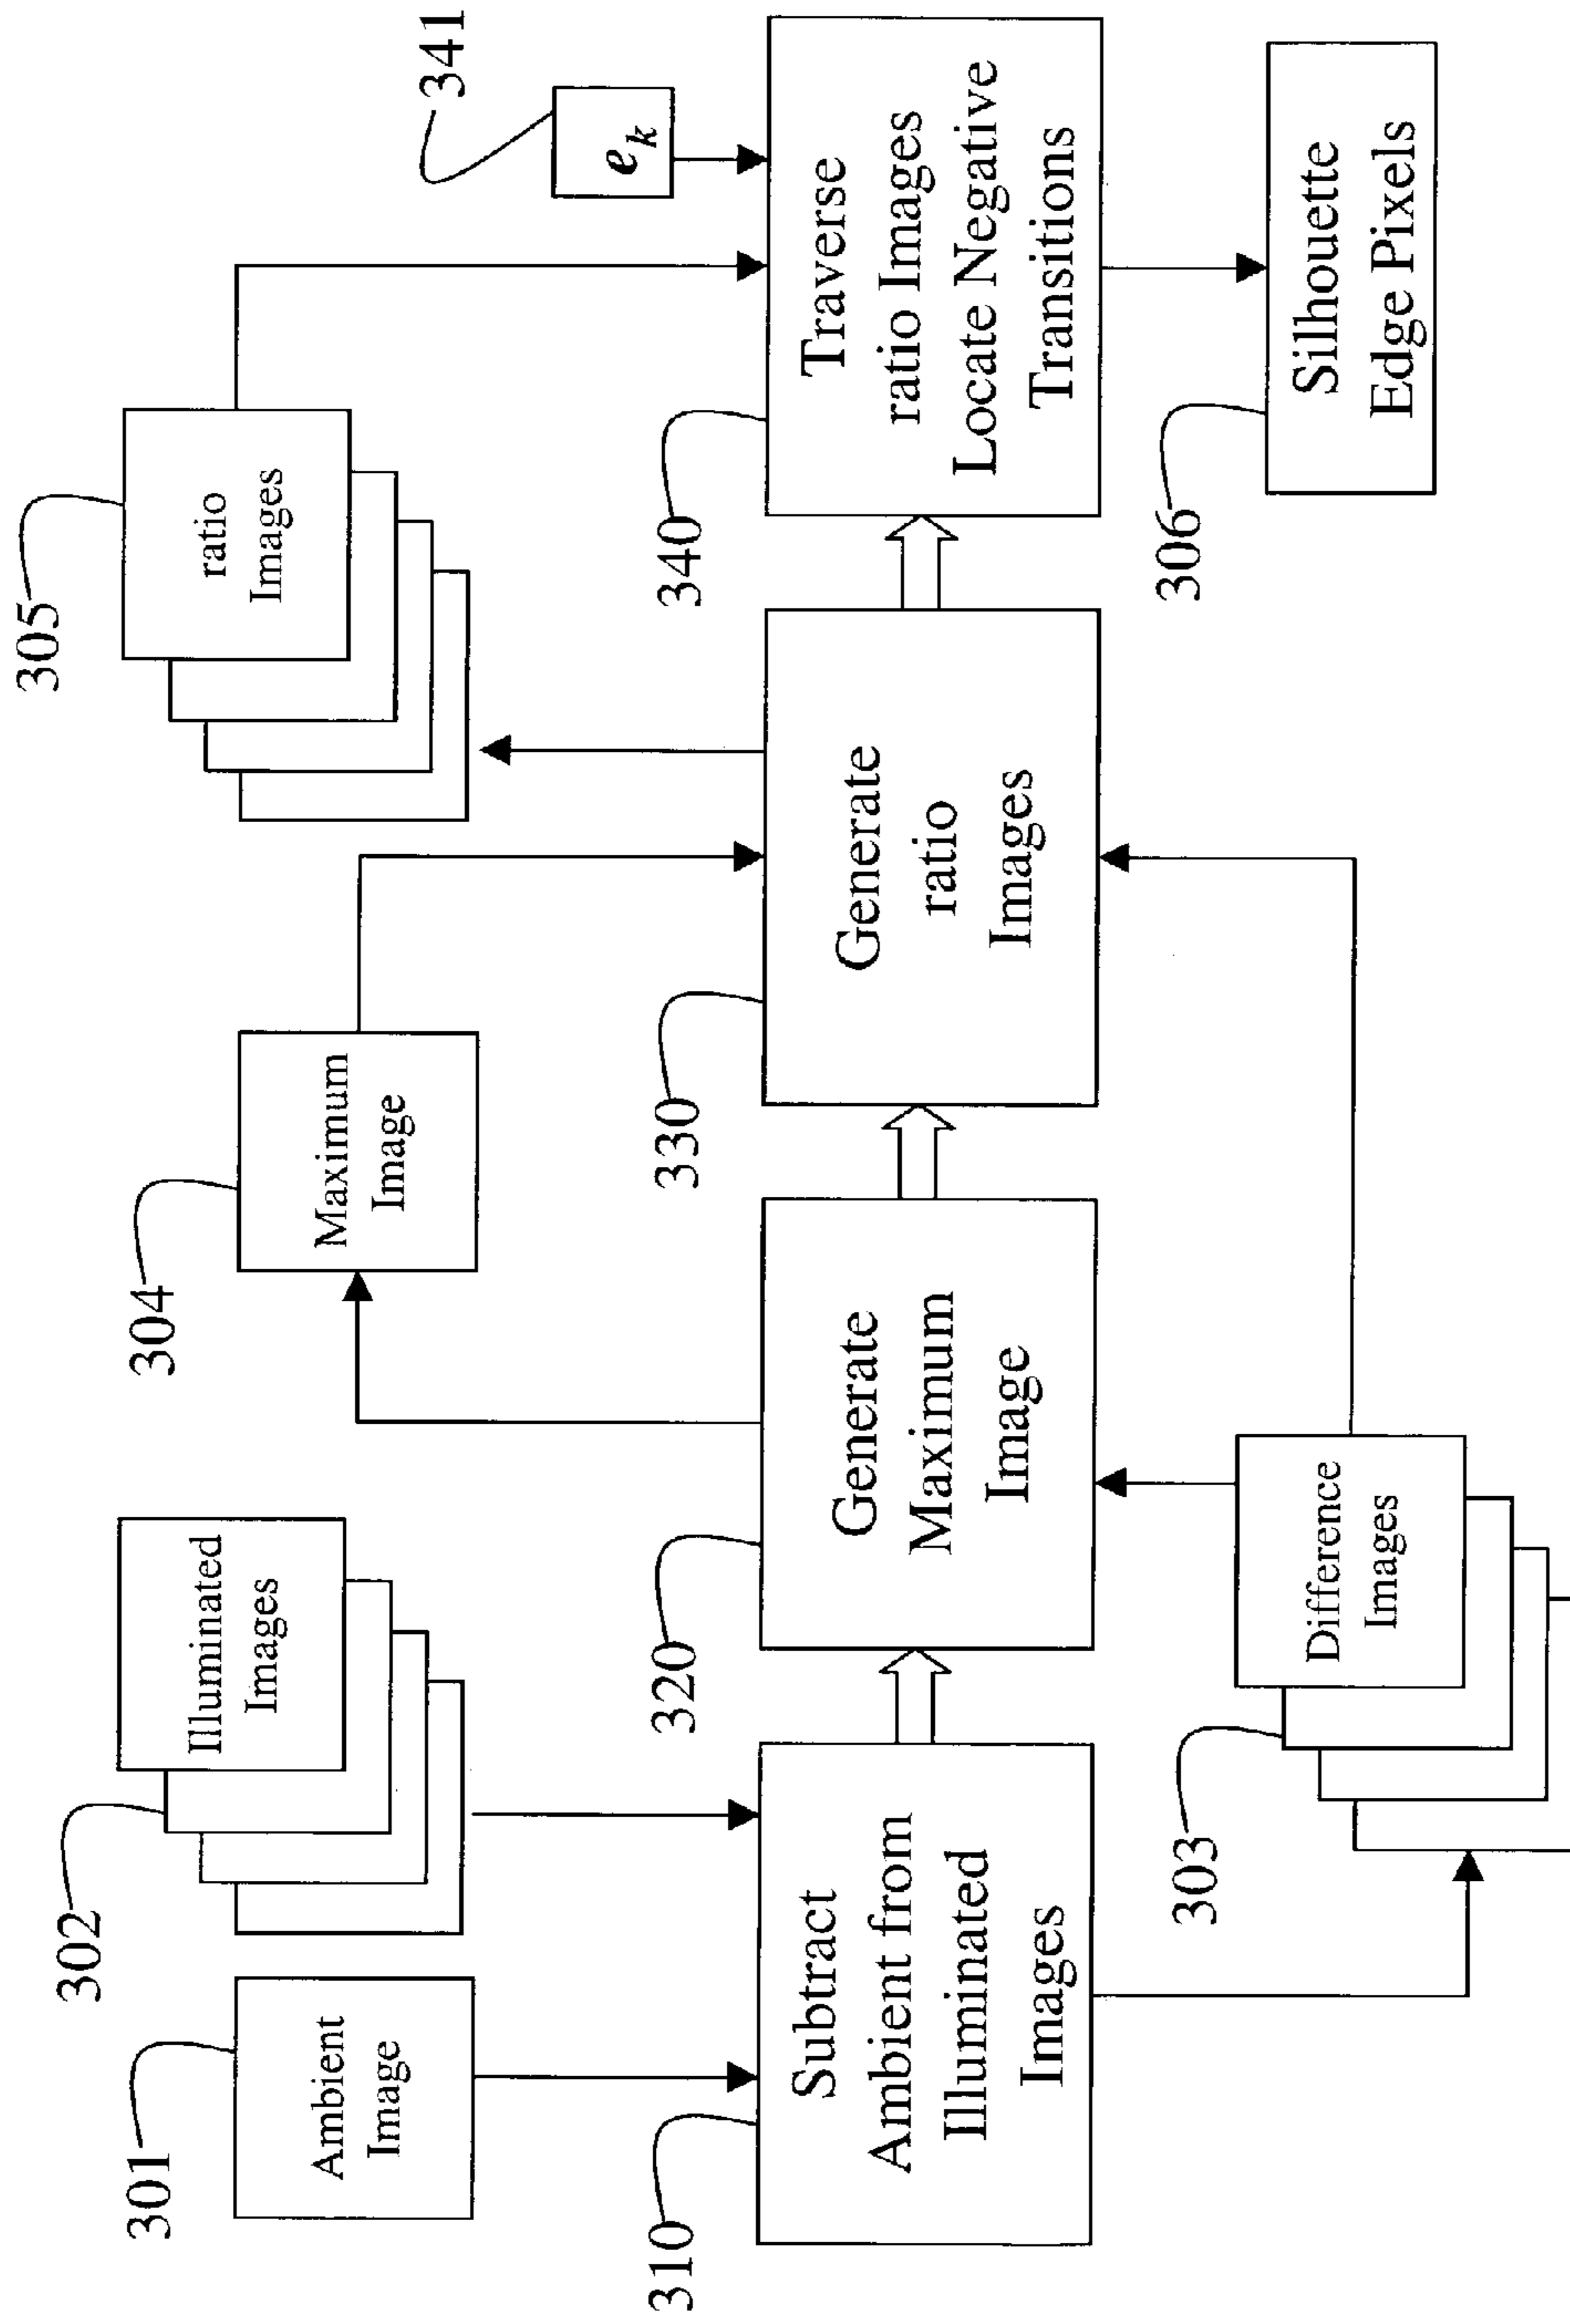 301
Ambient
Image
302
Illuminated
Images
304
Maximum
Image
305
ratio
Images
341
e_k
310
Subtract
Ambient from
Illuminated
Images
320
Generate
Maximum
Image
330
Generate
ratio
Images
340
Traverse
ratio Images
Locate Negative
Transitions
303
Difference
Images
306
Silhouette
Edge Pixels